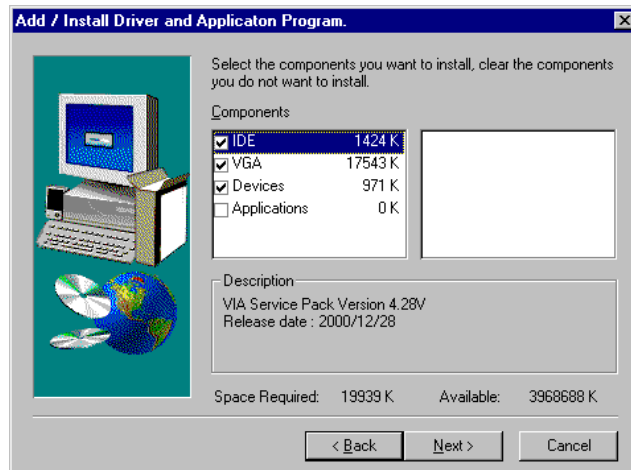 Add / Install Driver and Applicaton Program.
Select the components you want to install, clear the components
you do not want to install.
Components
IDE 1424 K
VGA 17543 K
Devices 971 K
Applications 0 K
Description
VIA Service Pack Version 4.28V
Release date : 2000/12/28
Space Required: 19939 K Available: 3968688 K
< Back Next > Cancel